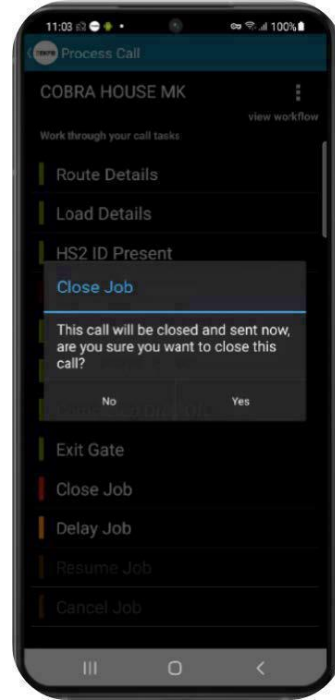 11:03
100%
Process Call
COBRA HOUSE MK
view workflow
Work through your call tasks
Route Details
Load Details
HS2 ID Present
Close Job
This call will be closed and sent now,
are you sure you want to close this
call?
No
Yes
Exit Gate
Close Job
Delay Job
Resume Job
Cancel Job